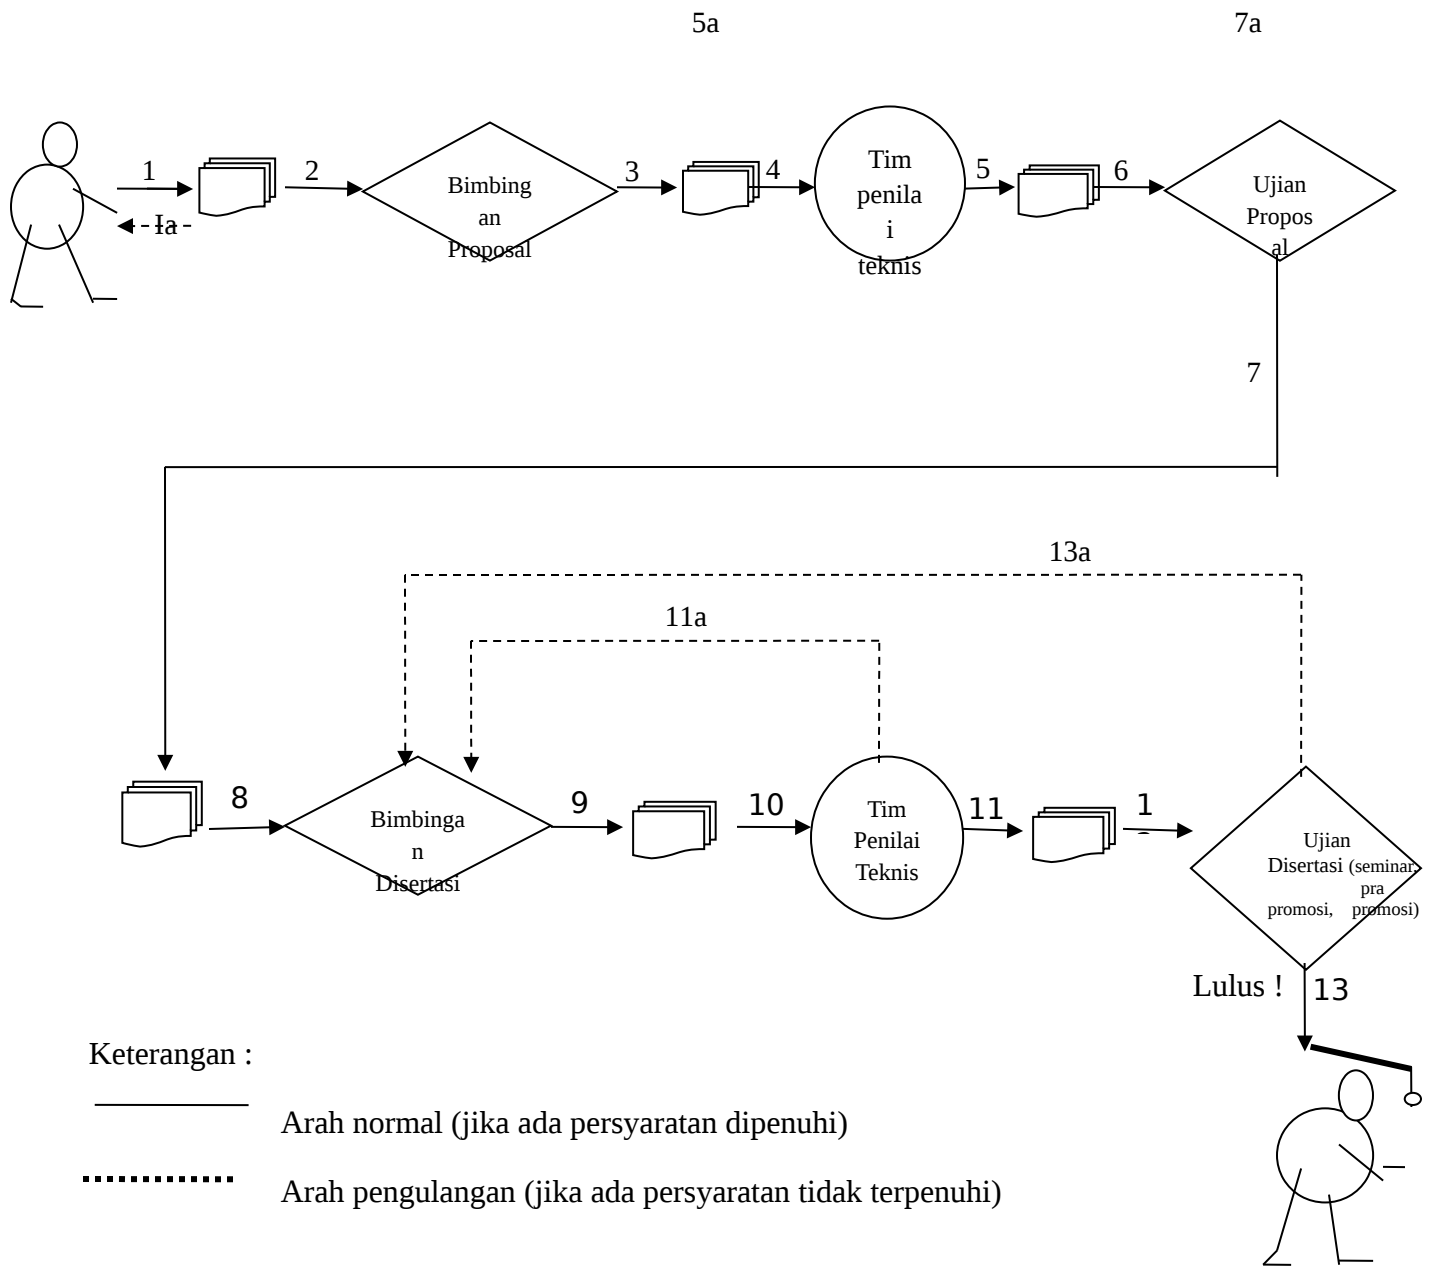 5a
7a
1
2
3
4
5
6
Ia
Bimbing
an
Proposal
Tim
penila
i
teknis
Ujian
Propos
al
7
13a
11a
8
9
10
11
1
Bimbinga
n
Disertasi
Tim
Penilai
Teknis
Ujian
Disertasi (seminar,
pra
promosi, promosi)
Lulus !
13
Keterangan :
Arah normal (jika ada persyaratan dipenuhi)
Arah pengulangan (jika ada persyaratan tidak terpenuhi)